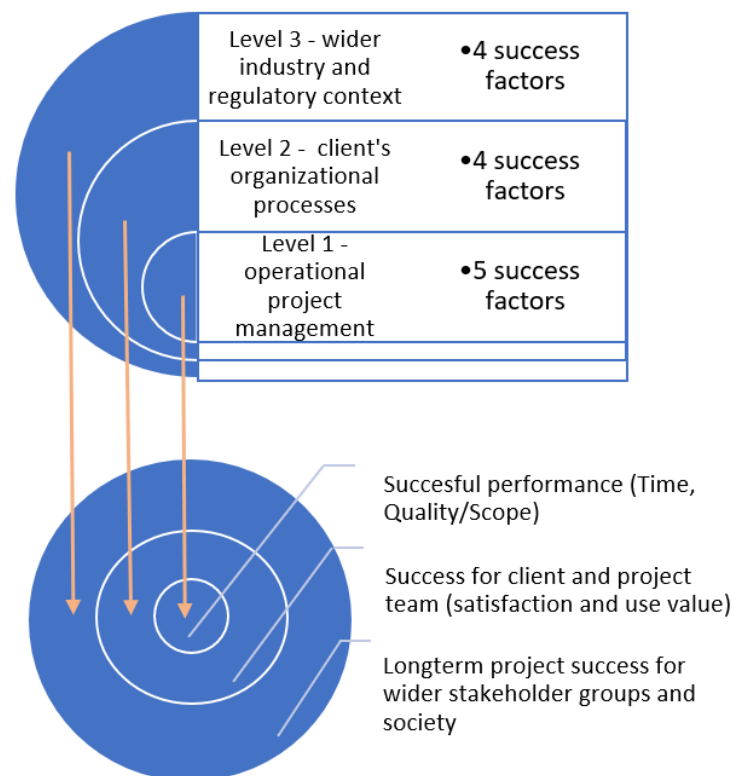 Level 3 - wider
industry and
regulatory context
•4 success
factors
Level 2 - client's
organizational
processes
•4 success
factors
Level 1 -
operational
project
management
•5 success
factors
Succesful performance (Time,
Quality/Scope)
Success for client and project
team (satisfaction and use value)
Longterm project success for
wider stakeholder groups and
society